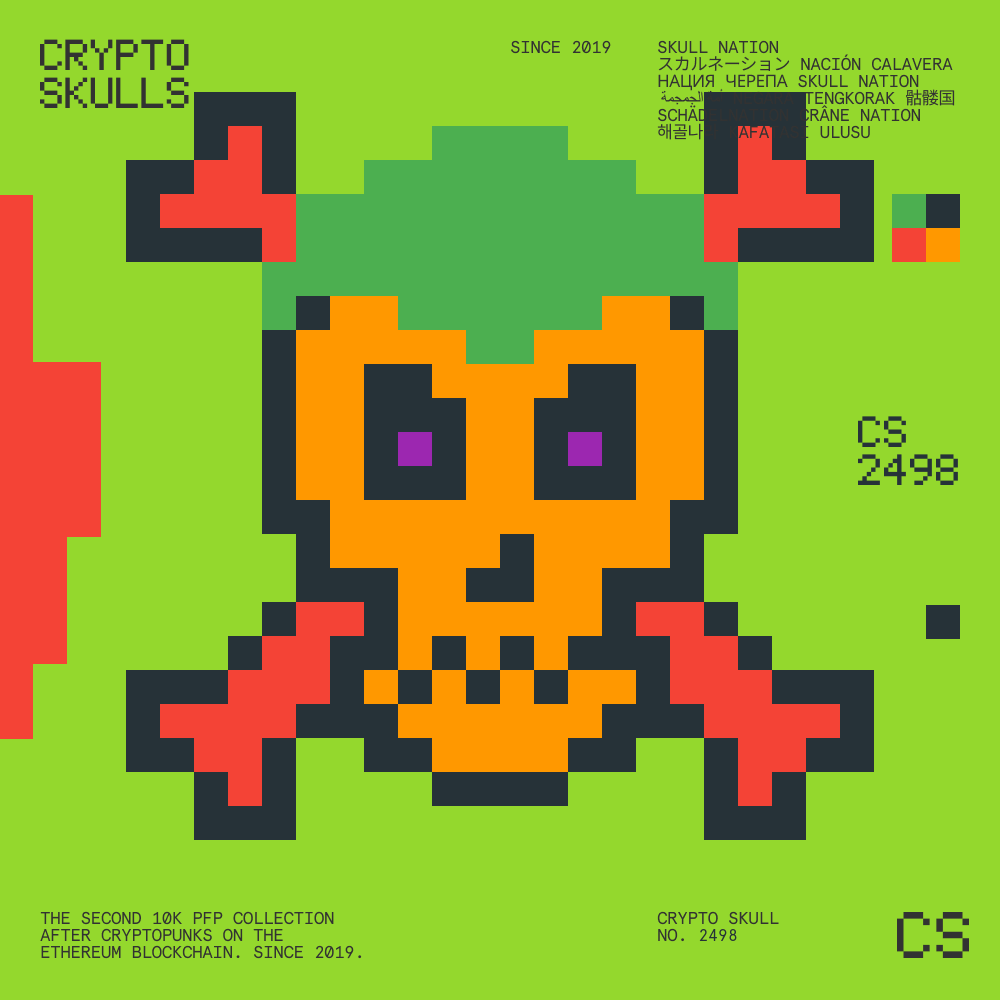 CRYPTO
SKULLS
SINCE 2019
SKULL NATION
スカルネーション NACIÓN CALAVERA
НАЦИЯ ЧЕРЕПА SKULL NATION
الجمجمة TENGKORAK 骷髅国
CRÂNE NATION
ULUSU
CS
2498
THE SECOND 10K PFP COLLECTION
AFTER CRYPTOPUNKS ON THE
ETHEREUM BLOCKCHAIN. SINCE 2019.
CRYPTO SKULL
NO. 2498
CS